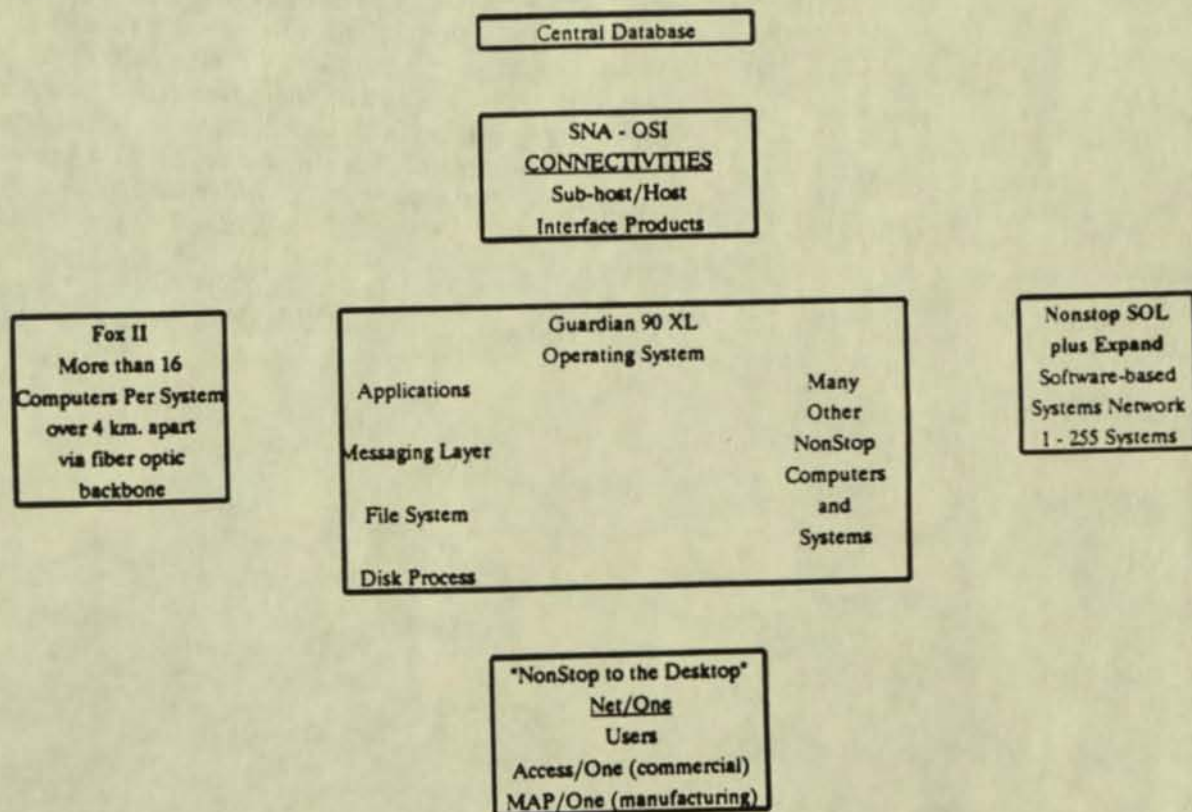 Central Database
SNA - OSI
CONNECTIVITIES
Sub-host/Host
Interface Products
Fox II
More than 16
Computers Per System
over 4 km. apart
via fiber optic
backbone
Guardian 90 XL
Operating System
Applications
Messaging Layer
File System
Disk Process
Many
Other
NonStop
Computers
and
Systems
Nonstop SOL
plus Expand
Software-based
Systems Network
1 - 255 Systems
"NonStop to the Desktop"
Net/One
Users
Access/One (commercial)
MAP/One (manufacturing)